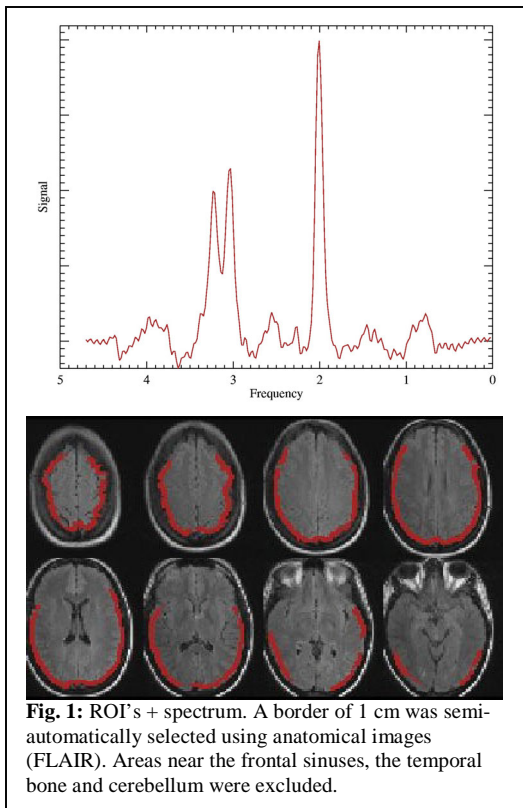 Signal
5 4 3 2 1 0
Frequency
Fig. 1: ROI's + spectrum. A border of 1 cm was semi-
automatically selected using anatomical images
(FLAIR). Areas near the frontal sinuses, the temporal
bone and cerebellum were excluded.